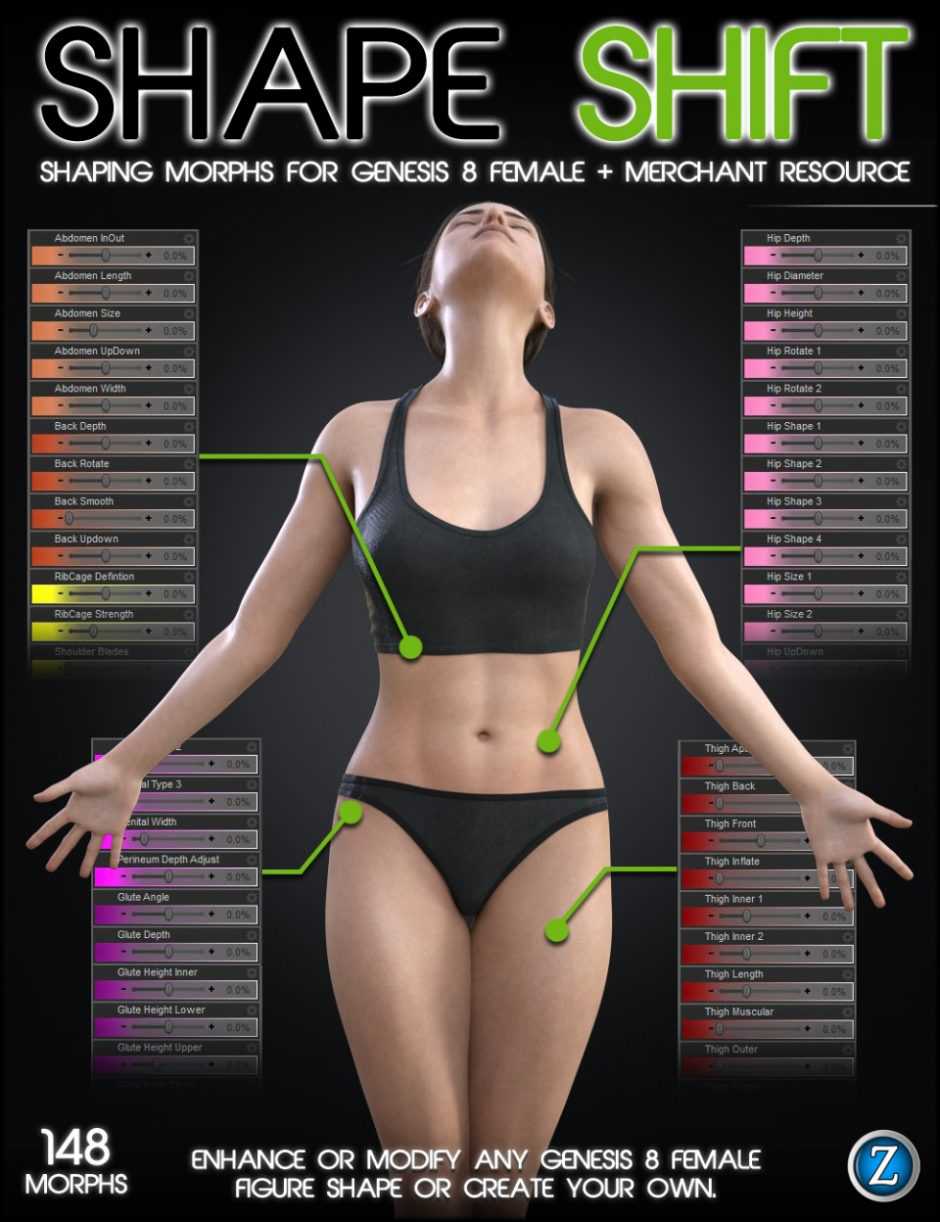 SHAPE SHIFT
SHAPING MORPHS FOR GENESIS 8 FEMALE + MERCHANT RESOURCE
Abdomen InOut
- + 0.0%
Abdomen Length
- + 0.0%
Abdomen Size
- + 0.0%
Abdomen UpDown
- + 0.0%
Abdomen Width
- + 0.0%
Back Depth
- + 0.0%
Back Rotate
- + 0.0%
Back Smooth
- + 0.0%
Back Updown
- + 0.0%
RibCage Defintion
- + 0.0%
RibCage Strength
- + 0.0%
Shoulder Blades
Hip Depth
- + 0.0%
Hip Diameter
- + 0.0%
Hip Height
- + 0.0%
Hip Rotate 1
- + 0.0%
Hip Rotate 2
- + 0.0%
Hip Shape 1
- + 0.0%
Hip Shape 2
- + 0.0%
Hip Shape 3
- + 0.0%
Hip Shape 4
- + 0.0%
Hip Size 1
- + 0.0%
Hip Size 2
- + 0.0%
Hip UpDown
+ 0.0%
Type 3
+ 0.0%
Width
- + 0.0%
Perineum Depth Adjust
- + 0.0%
Glute Angle
- + 0.0%
Glute Depth
- + 0.0%
Glute Height Inner
- + 0.0%
Glute Height Lower
- + 0.0%
Glute Height Upper
- + 0.0%
Thigh
-
Thigh Back
-
Thigh Front
- +
Thigh Inflate
-
Thigh Inner 1
- + 0.0%
Thigh Inner 2
- + 0.0%
Thigh Length
- + 0.0%
Thigh Muscular
- + 0.0%
Thigh Outer
- + 0.0%
148
MORPHS
ENHANCE OR MODIFY ANY GENESIS 8 FEMALE
FIGURE SHAPE OR CREATE YOUR OWN.
Z